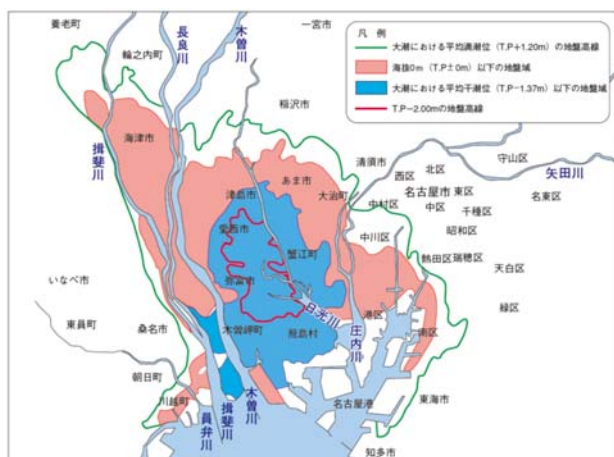 凡 例
大潮における平均満潮位（T.P+1.20m）の地盤高線
海抜0m（T.P±0m）以下の地盤域
大潮における平均干潮位（T.P−1.37m）以下の地盤域
T.P−2.00mの地盤高線
養老町
輪之内町
長良川
木曽川
一宮市
稲沢市
海津市
揖斐川
清須市
北区
守山区
矢田川
西区
あま市
津島市
大治町
中村区
名古屋市
東区
名東区
中区
千種区
愛西市
中川区
昭和区
蟹江町
熱田区
瑞穂区
天白区
いなべ市
弥富市
日光川
港区
庄内川
南区
緑区
東員町
桑名市
木曽岬町
飛島村
朝日町
川越町
員弁川
揖斐川
木曽川
名古屋港
東海市
知多市